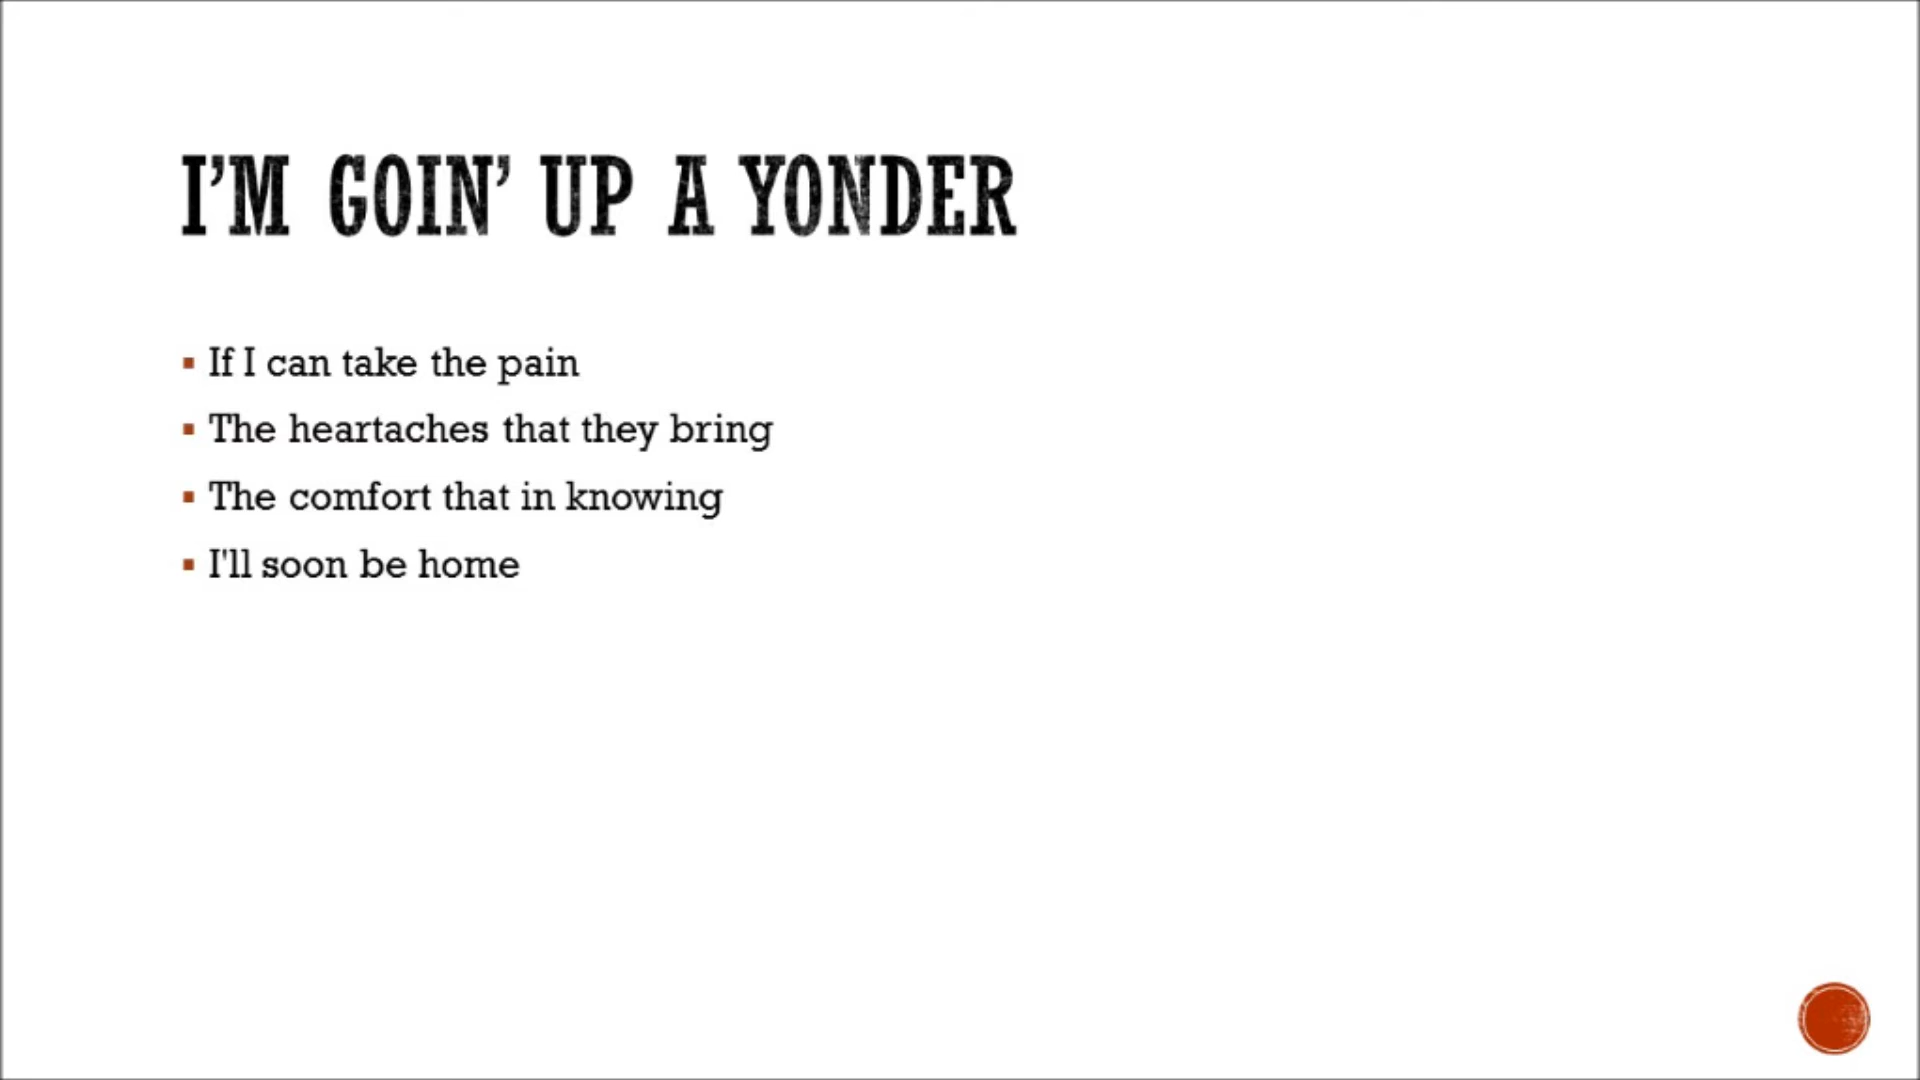 I'M GOIN' UP A YONDER
▪ If I can take the pain
▪ The heartaches that they bring
▪ The comfort that in knowing
▪ I'll soon be home